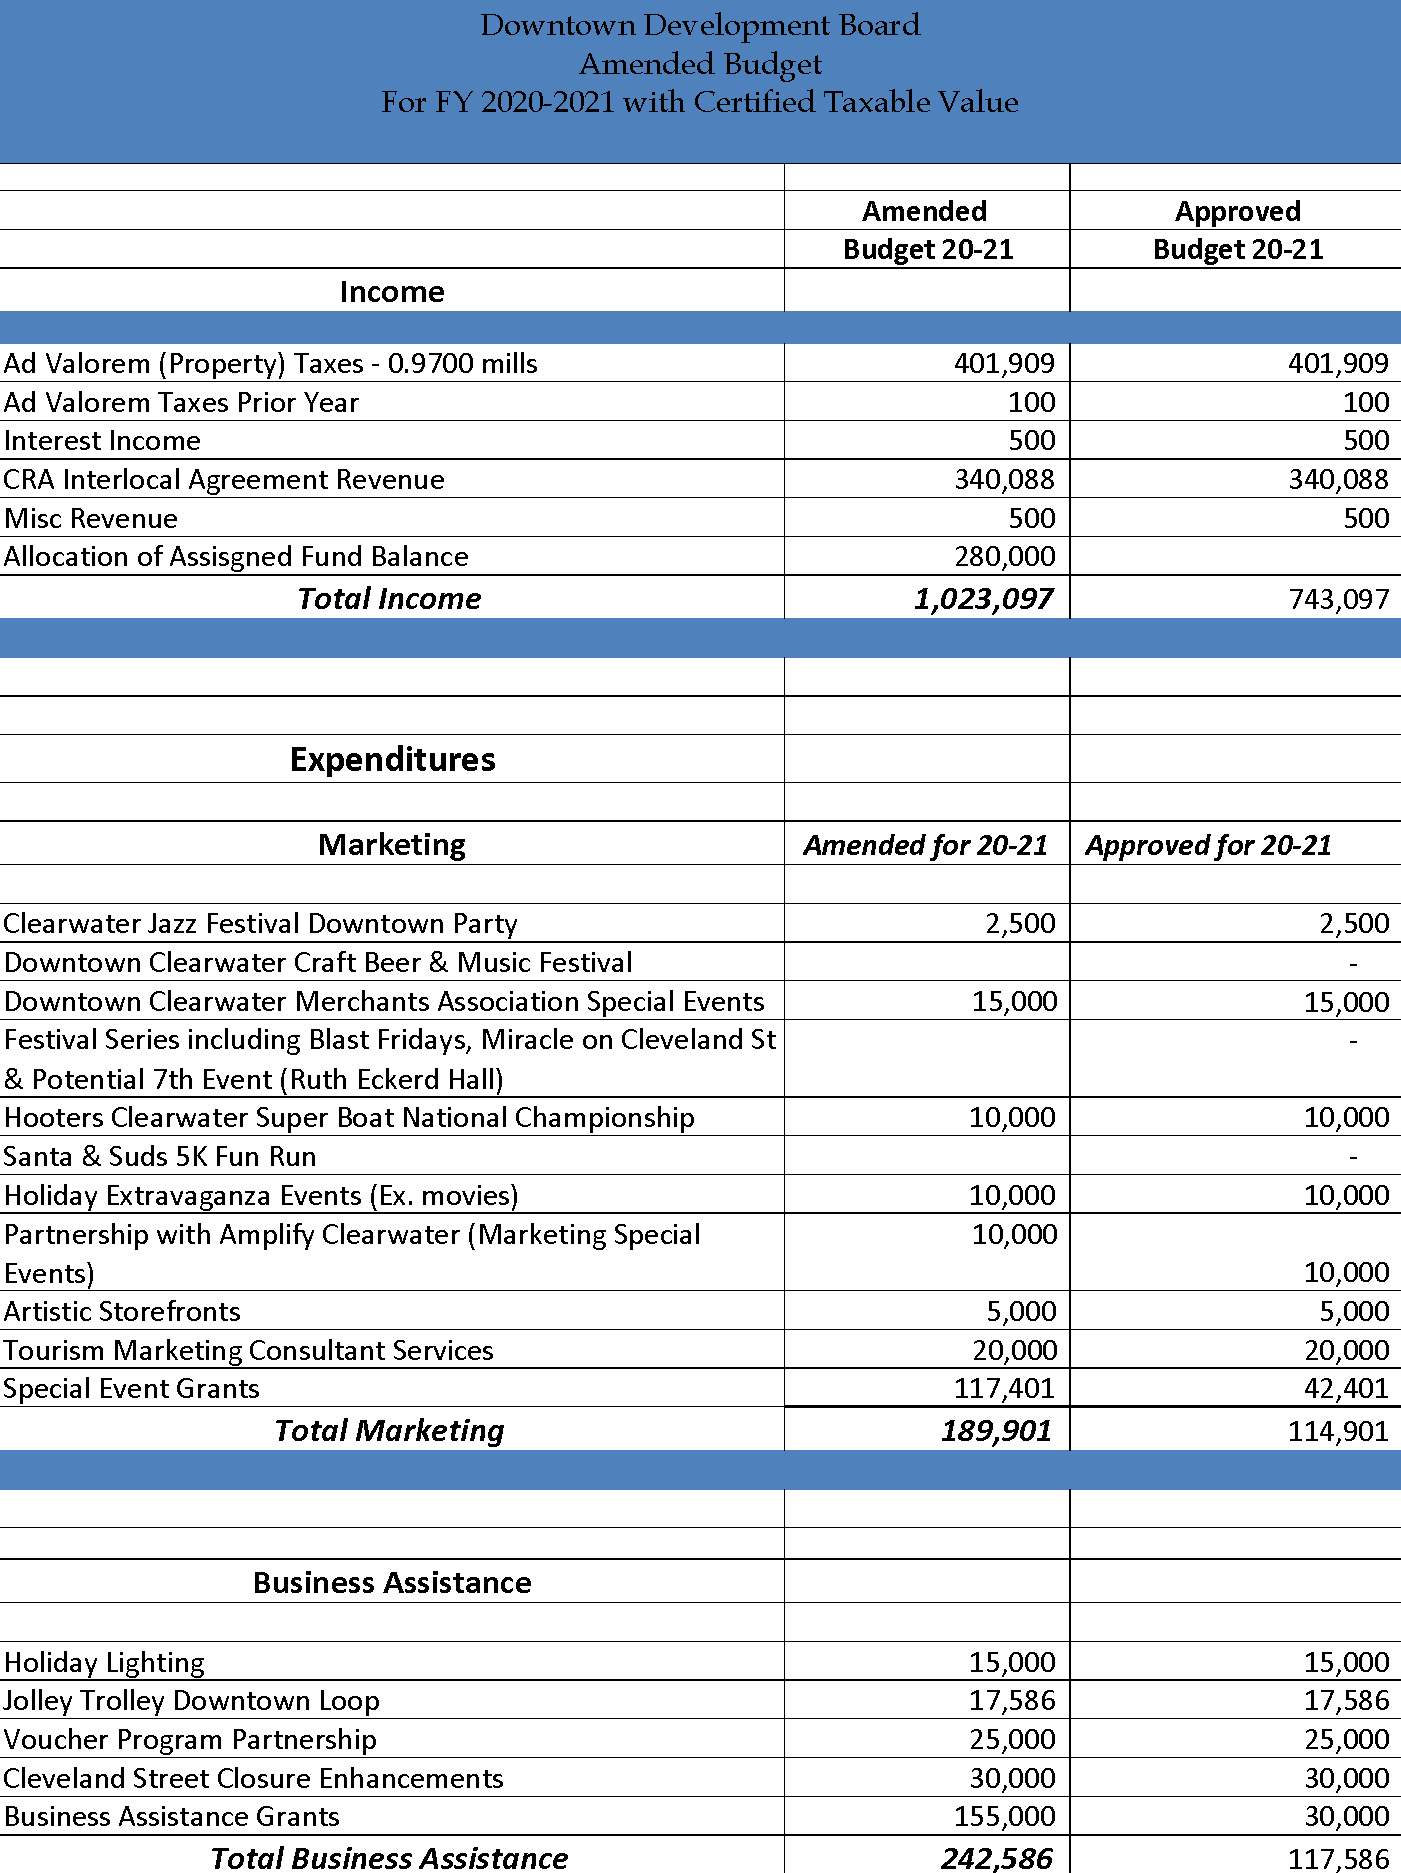 Downtown Development Board
Amended Budget
For FY 2020-2021 with Certified Taxable Value
Amended Approved
Budget 20-21 Budget 20-21
Income
Ad Valorem (Property) Taxes - 0.9700 mills 401,909 401,909
Ad Valorem Taxes Prior Year 100 100
Interest Income 500 500
CRA Interlocal Agreement Revenue 340,088 340,088
Misc Revenue 500 500
Allocation of Assisgned Fund Balance 280,000
Total Income 1,023,097 743,097
Expenditures
Marketing Amended for 20-21 Approved for 20-21
Clearwater Jazz Festival Downtown Party 2,500 2,500
Downtown Clearwater Craft Beer & Music Festival -
Downtown Clearwater Merchants Association Special Events 15,000 15,000
Festival Series including Blast Fridays, Miracle on Cleveland St -
& Potential 7th Event (Ruth Eckerd Hall)
Hooters Clearwater Super Boat National Championship 10,000 10,000
Santa & Suds 5K Fun Run -
Holiday Extravaganza Events (Ex. movies) 10,000 10,000
Partnership with Amplify Clearwater (Marketing Special 10,000
Events) 10,000
Artistic Storefronts 5,000 5,000
Tourism Marketing Consultant Services 20,000 20,000
Special Event Grants 117,401 42,401
Total Marketing 189,901 114,901
Business Assistance
Holiday Lighting 15,000 15,000
Jolley Trolley Downtown Loop 17,586 17,586
Voucher Program Partnership 25,000 25,000
Cleveland Street Closure Enhancements 30,000 30,000
Business Assistance Grants 155,000 30,000
Total Business Assistance 242,586 117,586